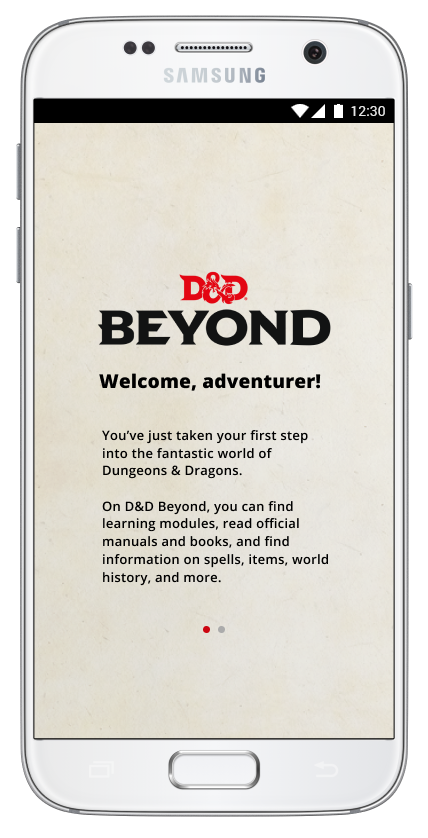 SAMSUNG
12:30
D&D
BEYOND
Welcome, adventurer!
You’ve just taken your first step
into the fantastic world of
Dungeons & Dragons.
On D&D Beyond, you can find
learning modules, read official
manuals and books, and find
information on spells, items, world
history, and more.